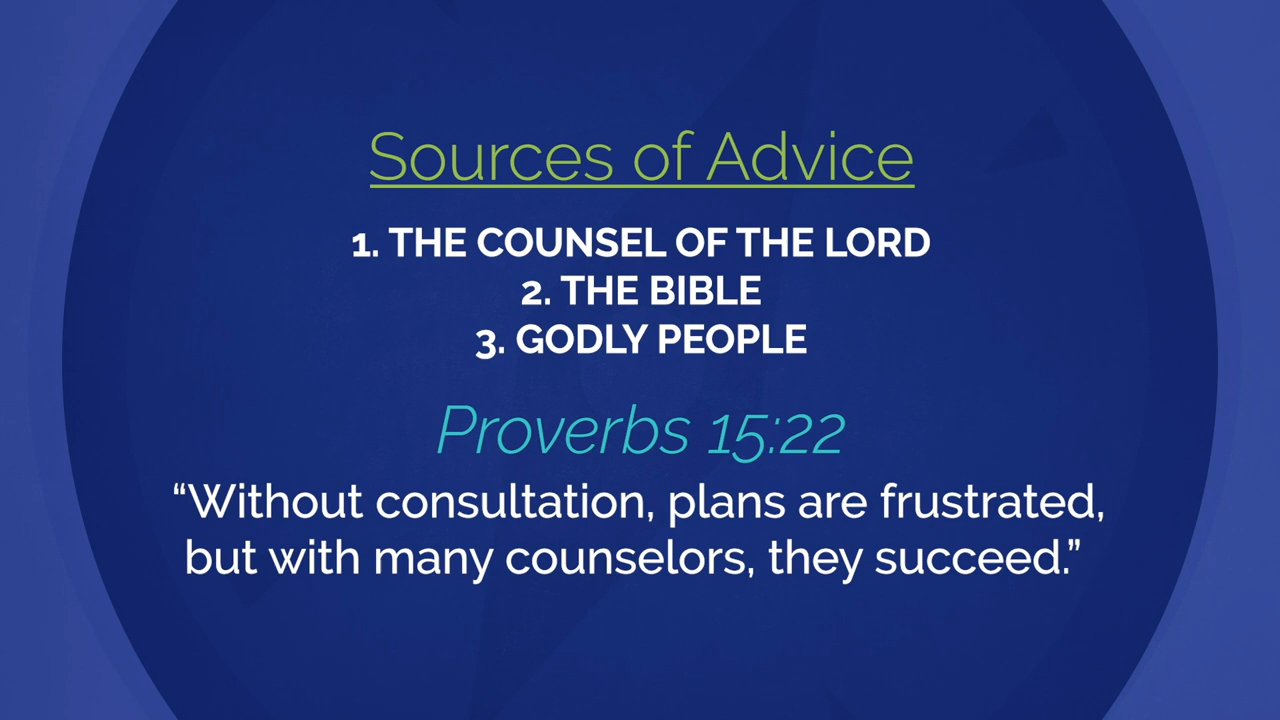 Sources of Advice
1. THE COUNSEL OF THE LORD
2. THE BIBLE
3. GODLY PEOPLE
Proverbs 15:22
“Without consultation, plans are frustrated,
but with many counselors, they succeed.”